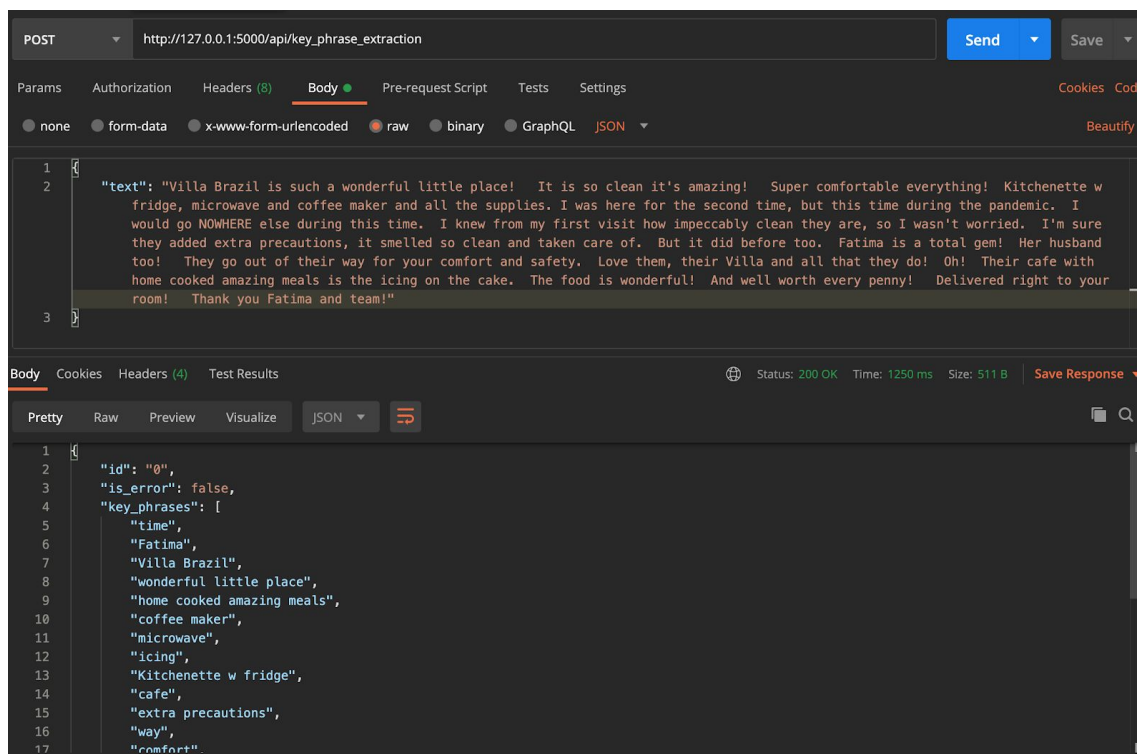 POST http://127.0.0.1:5000/api/key_phrase_extraction Send Save
Params Authorization Headers (8) Body Pre-request Script Tests Settings Cookies Cod
none form-data x-www-form-urlencoded raw binary GraphQL JSON Beautify
1 {
2 "text": "Villa Brazil is such a wonderful little place!   It is so clean it's amazing!   Super comfortable everything!  Kitchenette w
fridge, microwave and coffee maker and all the supplies. I was here for the second time, but this time during the pandemic.  I
would go NOWHERE else during this time.  I knew from my first visit how impeccably clean they are, so I wasn't worried.  I'm sure
they added extra precautions, it smelled so clean and taken care of.  But it did before too.  Fatima is a total gem!  Her husband
too!   They go out of their way for your comfort and safety.  Love them, their Villa and all that they do!  Oh!  Their cafe with
home cooked amazing meals is the icing on the cake.  The food is wonderful!  And well worth every penny!   Delivered right to your
room!   Thank you Fatima and team!"
3 }
Body Cookies Headers (4) Test Results Status: 200 OK Time: 1250 ms Size: 511 B Save Response
Pretty Raw Preview Visualize JSON
1 {
2 "id": "0",
3 "is_error": false,
4 "key_phrases": [
5 "time",
6 "Fatima",
7 "Villa Brazil",
8 "wonderful little place",
9 "home cooked amazing meals",
10 "coffee maker",
11 "microwave",
12 "icing",
13 "Kitchenette w fridge",
14 "cafe",
15 "extra precautions",
16 "way",
17 "comfort",